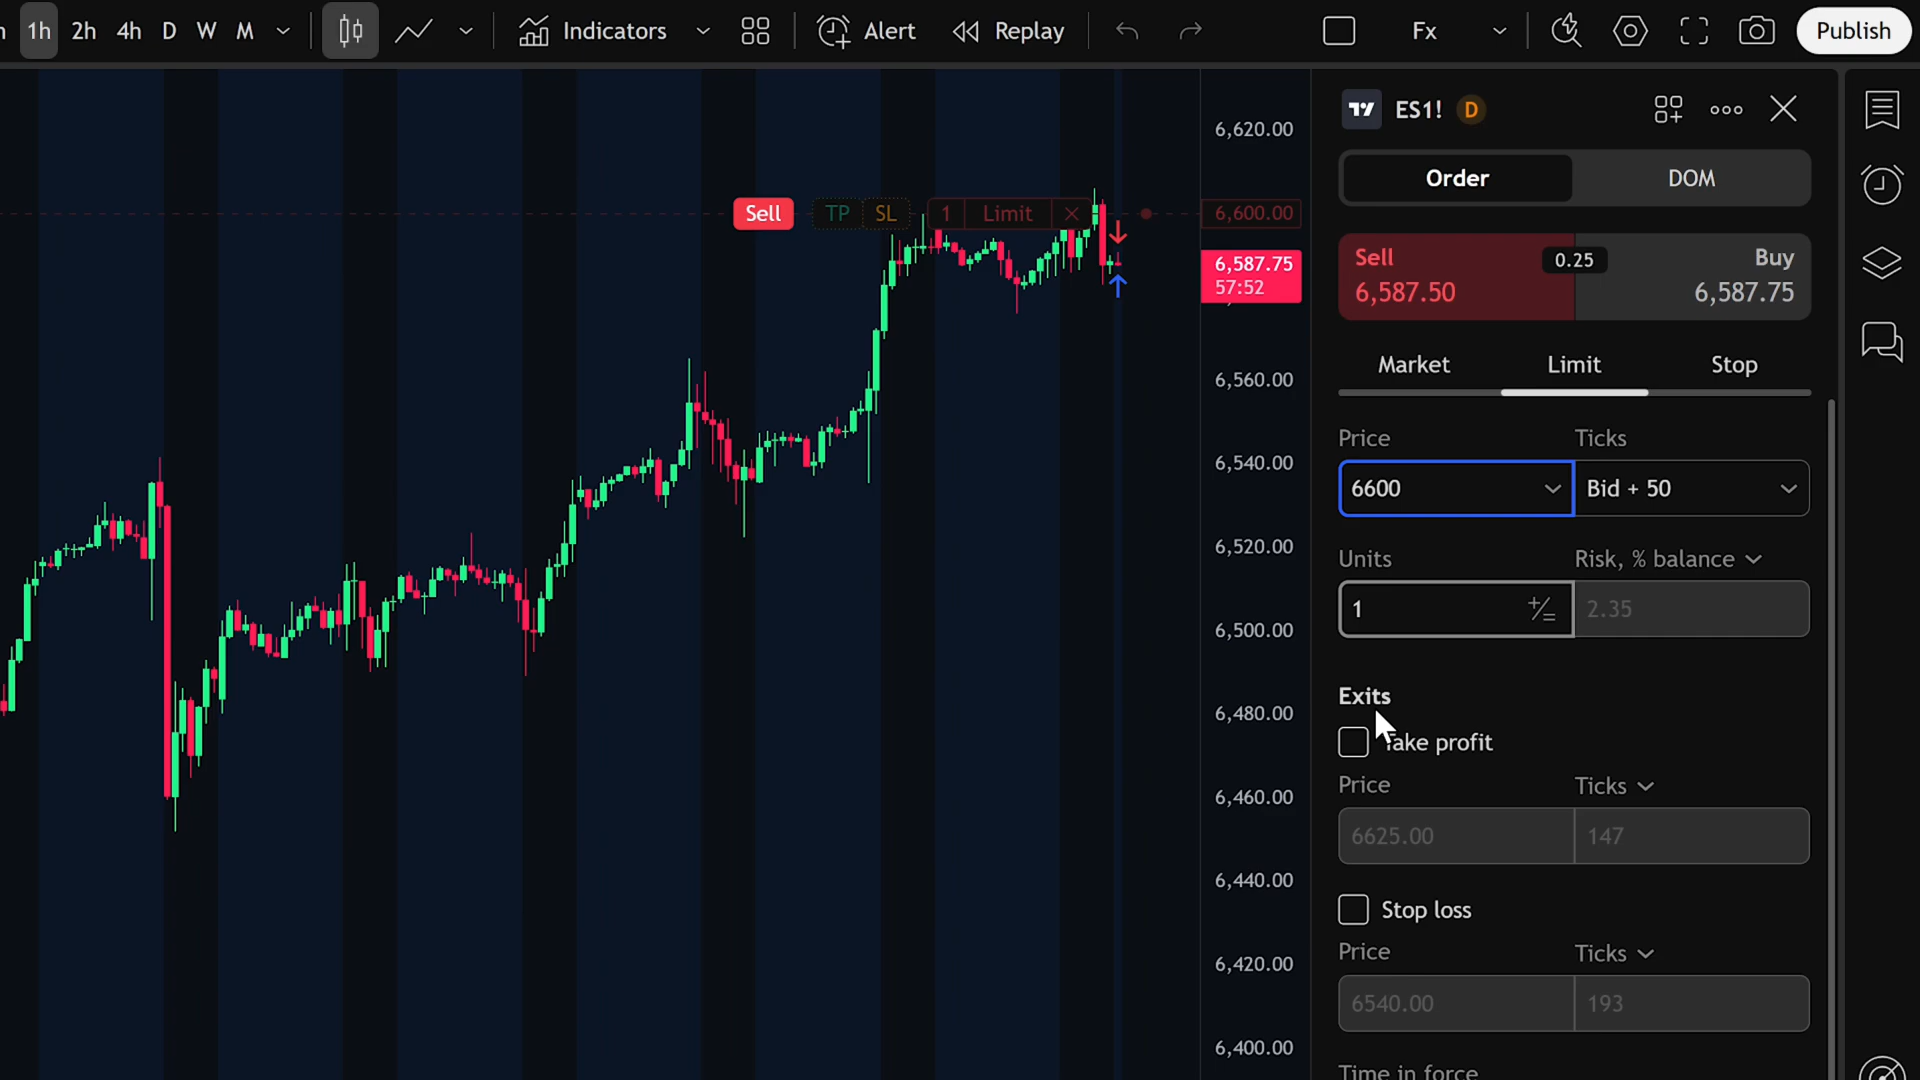 1h 2h 4h D W M Indicators Alert Replay Fx Publish
ES1! D
Order DOM
Sell 0.25 Buy
6,587.50 6,587.75
Market Limit Stop
Price Ticks
6600 Bid + 50
Units Risk, % balance
1 2.35
Exits
Take profit
Price Ticks
6625.00 147
Stop loss
Price Ticks
6540.00 193
Time in force
Sell TP SL 1 Limit
6,620.00
6,600.00
6,587.75
57:52
6,560.00
6,540.00
6,520.00
6,500.00
6,480.00
6,460.00
6,440.00
6,420.00
6,400.00